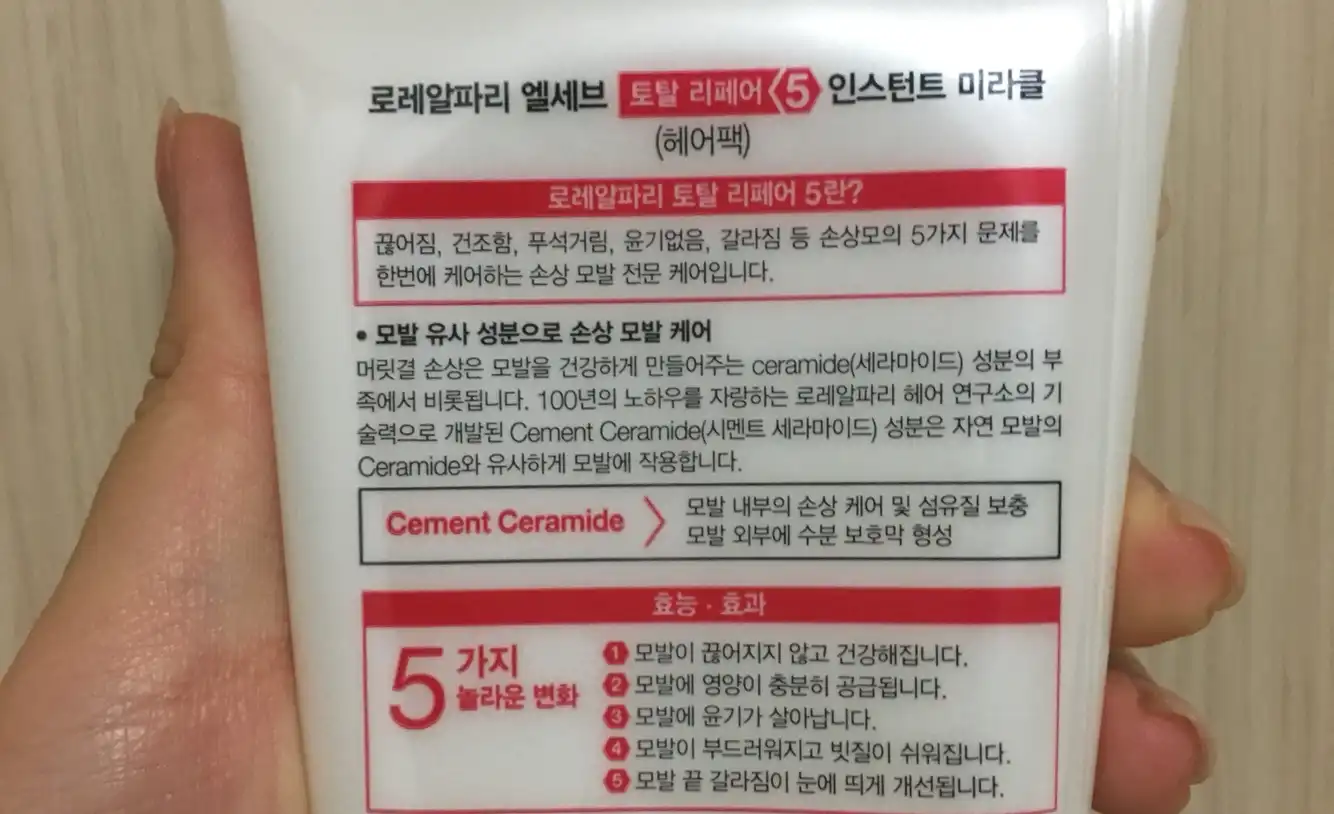 로레알파리 엘세브 토탈 리페어 5 인스턴트 미라클
(헤어팩)
로레알파리 토탈 리페어 5란?
끊어짐, 건조함, 푸석거림, 윤기없음, 갈라짐 등 손상모의 5가지 문제를
한번에 케어하는 손상 모발 전문 케어입니다.
• 모발 유사 성분으로 손상 모발 케어
머릿결 손상은 모발을 건강하게 만들어주는 ceramide(세라마이드) 성분의 부
족에서 비롯됩니다. 100년의 노하우를 자랑하는 로레알파리 헤어 연구소의 기
술력으로 개발된 Cement Ceramide(시멘트 세라마이드) 성분은 자연 모발의
Ceramide와 유사하게 모발에 작용합니다.
Cement Ceramide > 모발 내부의 손상 케어 및 섬유질 보충
모발 외부에 수분 보호막 형성
효능 · 효과
5가지
놀라운 변화
1 모발이 끊어지지 않고 건강해집니다.
2 모발에 영양이 충분히 공급됩니다.
3 모발에 윤기가 살아납니다.
4 모발이 부드러워지고 빗질이 쉬워집니다.
5 모발 끝 갈라짐이 눈에 띄게 개선됩니다.